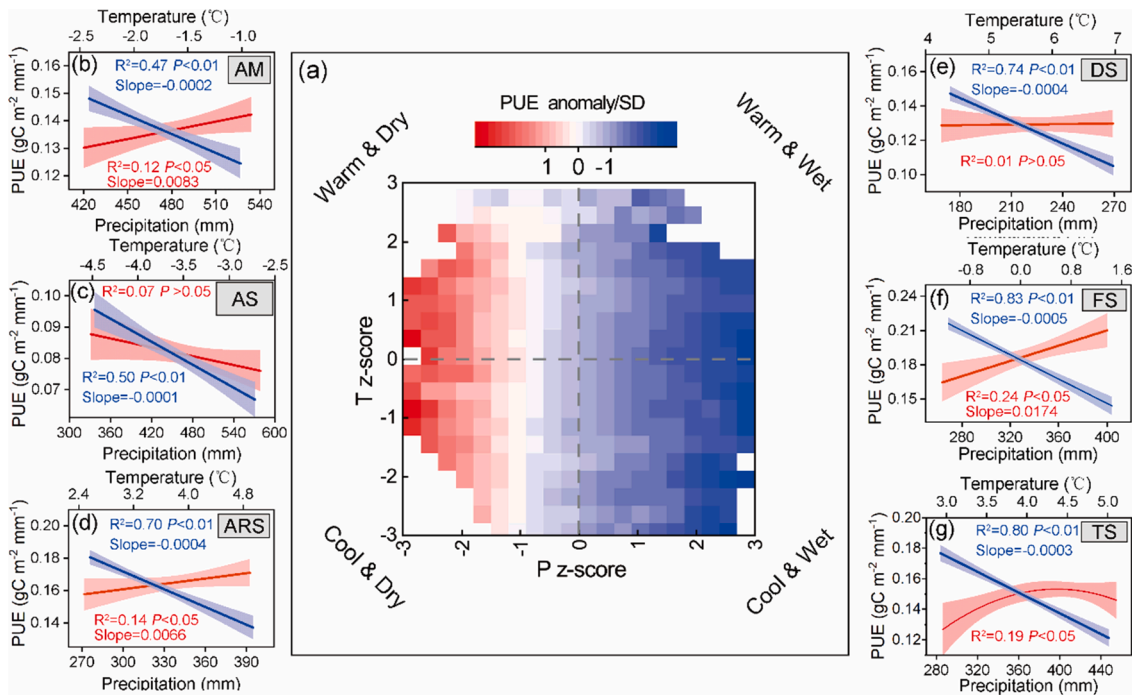 Temperature (℃)
-2.4 -1.8 -1.2 -0.9
(b)
R²=0.47 P<0.01
Slope=-0.0002
AM
PUE (gC m⁻² mm⁻¹)
0.16
0.15
0.14
0.13
0.12
R²=0.12 P<0.05
Slope=0.0083
420 450 480 510 540
Precipitation (mm)
Temperature (℃)
-4.5 -4.0 -3.5 -3.0 -2.5
(c)
R²=0.07 P >0.05
AS
PUE (gC m⁻² mm⁻¹)
0.10
0.09
0.08
0.07
R²=0.50 P<0.01
Slope=-0.0001
300 360 420 480 540 600
Precipitation (mm)
Temperature (℃)
2.4 3.0 3.6 4.2 4.8
(d)
R²=0.70 P<0.01
Slope=-0.0004
ARS
PUE (gC m⁻² mm⁻¹)
0.20
0.18
0.16
0.14
R²=0.14 P<0.05
Slope=0.0066
270 300 330 360 390
Precipitation (mm)
(a)
PUE anomaly/SD
1 0 -1
Warm & Dry
Warm & Wet
T z-score
3
2
1
0
-1
-2
-3
-3 -2 -1 0 1 2 3
P z-score
Cool & Dry
Cool & Wet
Temperature (℃)
4 5 6 7
(e)
R²=0.74 P<0.01
Slope=-0.0004
DS
PUE (gC m⁻² mm⁻¹)
0.16
0.14
0.12
0.10
R²=0.01 P>0.05
180 210 240 270
Precipitation (mm)
Temperature (℃)
-0.8 0.0 0.8 1.6
(f)
R²=0.83 P<0.01
Slope=-0.0005
FS
PUE (gC m⁻² mm⁻¹)
0.24
0.21
0.18
0.15
R²=0.24 P<0.05
Slope=0.0174
280 320 360 400
Precipitation (mm)
Temperature (℃)
3.0 3.5 4.0 4.5 5.0
(g)
R²=0.80 P<0.01
Slope=-0.0003
TS
PUE (gC m⁻² mm⁻¹)
0.20
0.18
0.16
0.14
0.12
R²=0.19 P<0.05
280 320 360 400 440
Precipitation (mm)